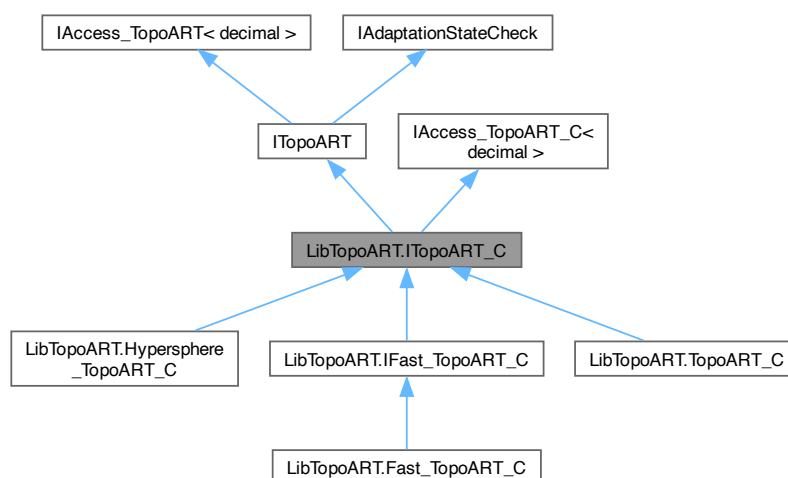 IAccess_TopoART< decimal >
IAdaptationStateCheck
ITopoART
IAccess_TopoART_C<
decimal >
LibTopoART.ITopoART_C
LibTopoART.Hypersphere
_TopoART_C
LibTopoART.IFast_TopoART_C
LibTopoART.TopoART_C
LibTopoART.Fast_TopoART_C